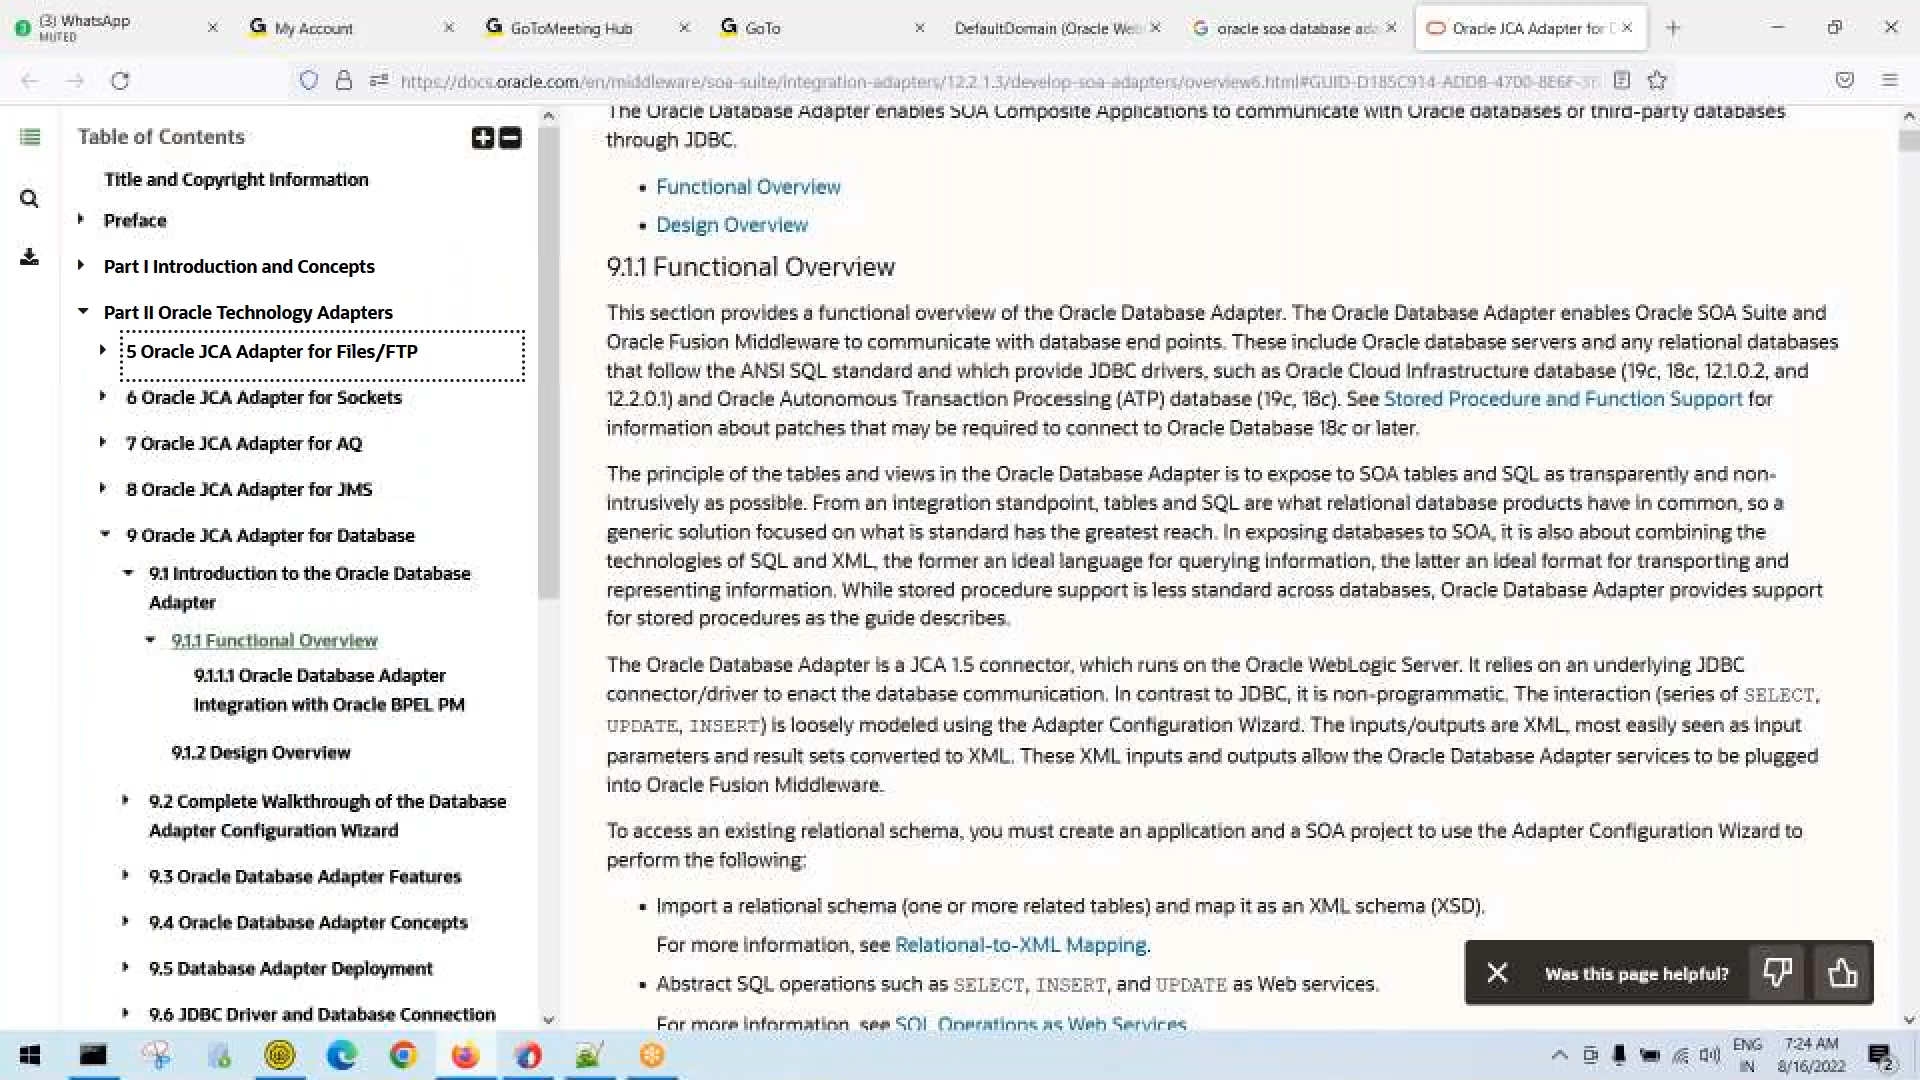 (3) WhatsApp
MUTED
My Account
GoToMeeting Hub
GoTo
DefaultDomain (Oracle Web
oracle soa database ada
Oracle JCA Adapter for D
https://docs.oracle.com/en/middleware/soa-suite/integration-adapters/12.2.1.3/develop-soa-adapters/overview6.html#GUID-D185C914-ADDB-4700-8E6F-
Table of Contents
Title and Copyright Information
Preface
Part I Introduction and Concepts
Part II Oracle Technology Adapters
5 Oracle JCA Adapter for Files/FTP
6 Oracle JCA Adapter for Sockets
7 Oracle JCA Adapter for AQ
8 Oracle JCA Adapter for JMS
9 Oracle JCA Adapter for Database
9.1 Introduction to the Oracle Database
Adapter
9.1.1 Functional Overview
9.1.1.1 Oracle Database Adapter
Integration with Oracle BPEL PM
9.1.2 Design Overview
9.2 Complete Walkthrough of the Database
Adapter Configuration Wizard
9.3 Oracle Database Adapter Features
9.4 Oracle Database Adapter Concepts
9.5 Database Adapter Deployment
9.6 JDBC Driver and Database Connection
The Oracle Database Adapter enables SOA Composite Applications to communicate with Oracle databases or third-party databases
through JDBC.
• Functional Overview
• Design Overview
9.1.1 Functional Overview
This section provides a functional overview of the Oracle Database Adapter. The Oracle Database Adapter enables Oracle SOA Suite and
Oracle Fusion Middleware to communicate with database end points. These include Oracle database servers and any relational databases
that follow the ANSI SQL standard and which provide JDBC drivers, such as Oracle Cloud Infrastructure database (19c, 18c, 12.1.0.2, and
12.2.0.1) and Oracle Autonomous Transaction Processing (ATP) database (19c, 18c). See Stored Procedure and Function Support for
information about patches that may be required to connect to Oracle Database 18c or later.
The principle of the tables and views in the Oracle Database Adapter is to expose to SOA tables and SQL as transparently and non-
intrusively as possible. From an integration standpoint, tables and SQL are what relational database products have in common, so a
generic solution focused on what is standard has the greatest reach. In exposing databases to SOA, it is also about combining the
technologies of SQL and XML, the former an ideal language for querying information, the latter an ideal format for transporting and
representing information. While stored procedure support is less standard across databases, Oracle Database Adapter provides support
for stored procedures as the guide describes.
The Oracle Database Adapter is a JCA 1.5 connector, which runs on the Oracle WebLogic Server. It relies on an underlying JDBC
connector/driver to enact the database communication. In contrast to JDBC, it is non-programmatic. The interaction (series of SELECT,
UPDATE, INSERT) is loosely modeled using the Adapter Configuration Wizard. The inputs/outputs are XML, most easily seen as input
parameters and result sets converted to XML. These XML inputs and outputs allow the Oracle Database Adapter services to be plugged
into Oracle Fusion Middleware.
To access an existing relational schema, you must create an application and a SOA project to use the Adapter Configuration Wizard to
perform the following:
• Import a relational schema (one or more related tables) and map it as an XML schema (XSD).
For more information, see Relational-to-XML Mapping.
• Abstract SQL operations such as SELECT, INSERT, and UPDATE as Web services.
For more information, see SQL Operations as Web Services.
Was this page helpful?
ENG
IN
7:24 AM
8/16/2022
2